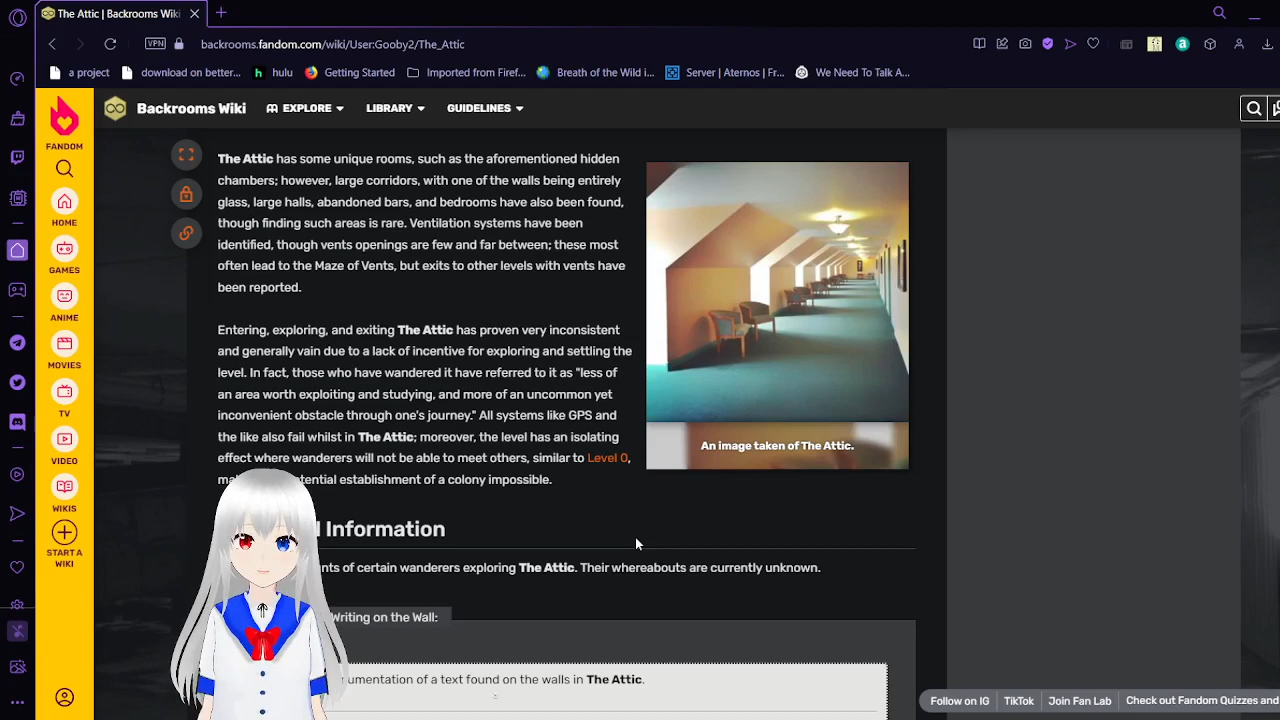 The Attic | Backrooms Wiki
VPN
backrooms.fandom.com/wiki/User:Gooby2/The_Attic
a project
download on better...
hulu
Getting Started
Imported from Firef...
Breath of the Wild i...
Server | Aternos | Fr...
We Need To Talk A...
FANDOM
HOME
GAMES
ANIME
MOVIES
TV
VIDEO
WIKIS
START A
WIKI
Backrooms Wiki
EXPLORE
LIBRARY
GUIDELINES
The Attic has some unique rooms, such as the aforementioned hidden
chambers; however, large corridors, with one of the walls being entirely
glass, large halls, abandoned bars, and bedrooms have also been found,
though finding such areas is rare. Ventilation systems have been
identified, though vents openings are few and far between; these most
often lead to the Maze of Vents, but exits to other levels with vents have
been reported.
Entering, exploring, and exiting The Attic has proven very inconsistent
and generally vain due to a lack of incentive for exploring and settling the
level. In fact, those who have wandered it have referred to it as "less of
an area worth exploiting and studying, and more of an uncommon yet
inconvenient obstacle through one's journey." All systems like GPS and
the like also fail whilst in The Attic; moreover, the level has an isolating
effect where wanderers will not be able to meet others, similar to Level 0,
establishment of a colony impossible.
An image taken of The Attic.
Information
of certain wanderers exploring The Attic. Their whereabouts are currently unknown.
Writing on the Wall:
of a text found on the walls in The Attic.
Follow on IG
TikTok
Join Fan Lab
Check out Fandom Quizzes and